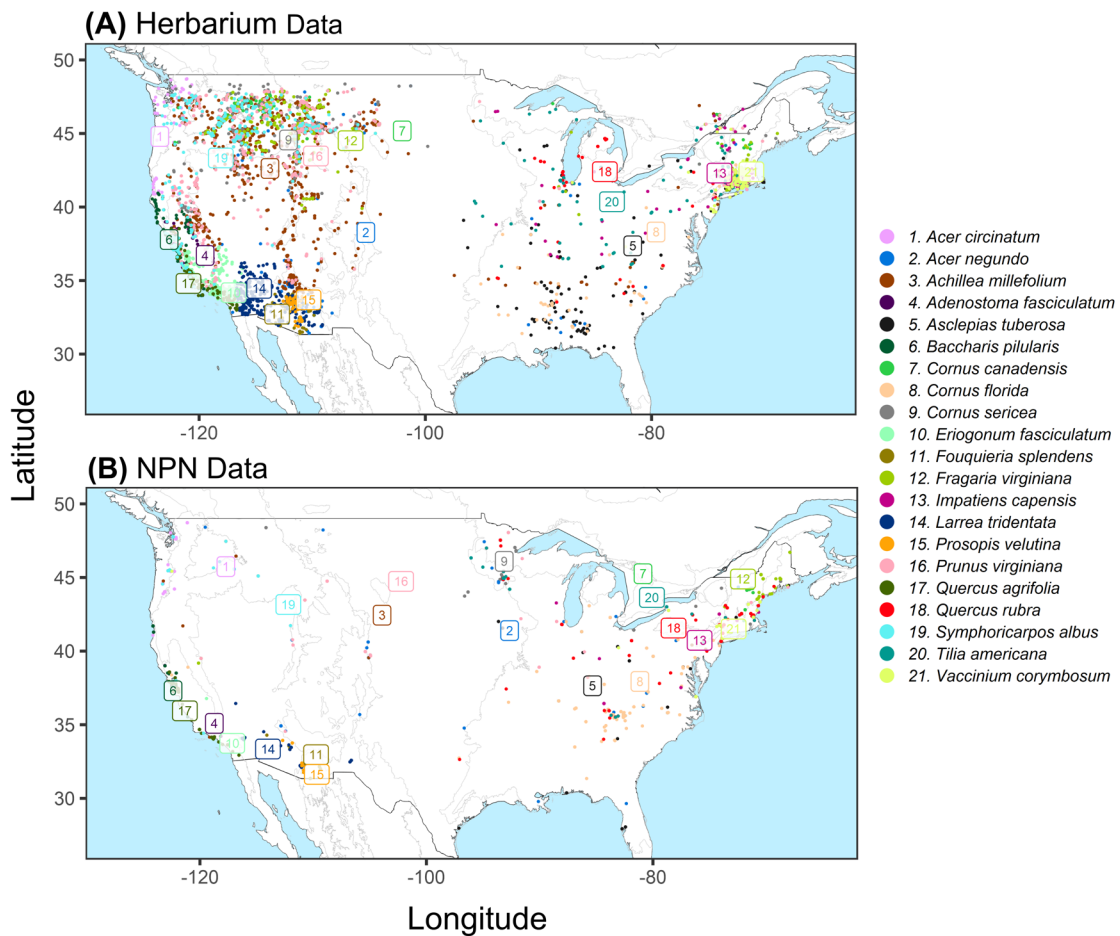 (A) Herbarium Data
50
45
40
35
30
1
2
3
4
5
6
7
8
9
11
12
13
14
15
16
17
18
19
20
-120
-100
-80
Latitude
(B) NPN Data
50
45
40
35
30
1
2
3
4
5
6
7
8
9
10
11
12
13
14
15
16
17
18
19
20
21
-120
-100
-80
Longitude
1. Acer circinatum
2. Acer negundo
3. Achillea millefolium
4. Adenostoma fasciculatum
5. Asclepias tuberosa
6. Baccharis pilularis
7. Cornus canadensis
8. Cornus florida
9. Cornus sericea
10. Eriogonum fasciculatum
11. Fouquieria splendens
12. Fragaria virginiana
13. Impatiens capensis
14. Larrea tridentata
15. Prosopis velutina
16. Prunus virginiana
17. Quercus agrifolia
18. Quercus rubra
19. Symphoricarpos albus
20. Tilia americana
21. Vaccinium corymbosum